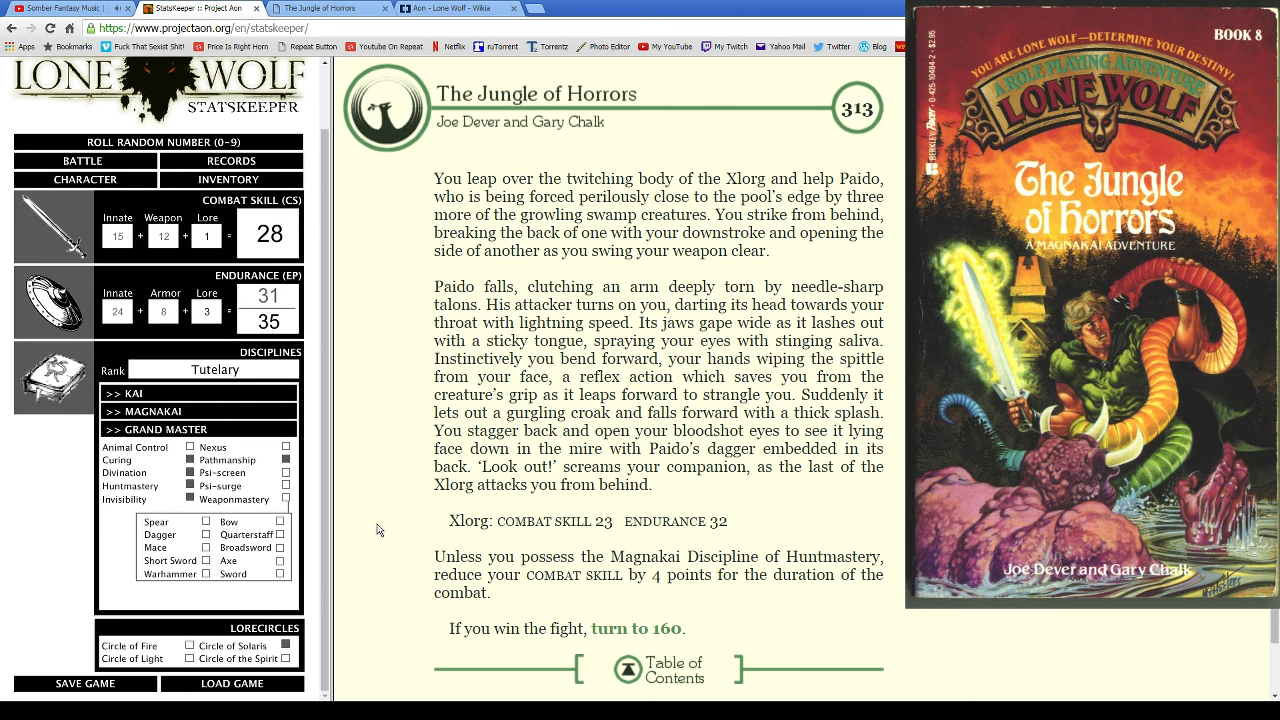 Somber Fantasy Music |
StatsKeeper :: Project Aon
The Jungle of Horrors
Aon - Lone Wolf - Wikia
https://www.projectaon.org/en/statskeeper/
Apps
Bookmarks
Fuck That Sexist Shit!
Price is Alright Horn
Repeat Button
Youtube On Repeat
Netflix
ruTorrent
Torrentz
Photo Editor
My YouTube
My Twitch
Yahoo Mail
Twitter
Blog
LONE WOLF
STATSKEEPER
ROLL RANDOM NUMBER (0-9)
BATTLE RECORDS
CHARACTER INVENTORY
COMBAT SKILL (CS)
Innate Weapon Lore
15 + 12 + 1 = 28
ENDURANCE (EP)
Innate Armor Lore 31
24 + 8 + 3 = 35
DISCIPLINES
Rank Tutelary
>> KAI
>> MAGNAKAI
>> GRAND MASTER
Animal Control Nexus
Curing Pathmanship
Divination Psi-screen
Huntmastery Psi-surge
Invisibility Weaponmastery
Spear Bow
Dagger Quarterstaff
Mace Broadsword
Short Sword Axe
Warhammer Sword
LORECIRCLES
Circle of Fire Circle of Solaris
Circle of Light Circle of the Spirit
SAVE GAME LOAD GAME
The Jungle of Horrors
Joe Dever and Gary Chalk
313
You leap over the twitching body of the Xlorg and help Paido,
who is being forced perilously close to the pool's edge by three
more of the growling swamp creatures. You strike from behind,
breaking the back of one with your downstroke and opening the
side of another as you swing your weapon clear.
Paido falls, clutching an arm deeply torn by needle-sharp
talons. His attacker turns on you, darting its head towards your
throat with lightning speed. Its jaws gape wide as it lashes out
with a sticky tongue, spraying your eyes with stinging saliva.
Instinctively you bend forward, your hands wiping the spittle
from your face, a reflex action which saves you from the
creature's grip as it leaps forward to strangle you. Suddenly it
lets out a gurgling croak and falls forward with a thick splash.
You stagger back and open your bloodshot eyes to see it lying
face down in the mire with Paido's dagger embedded in its
back. 'Look out!' screams your companion, as the last of the
Xlorg attacks you from behind.
Xlorg: COMBAT SKILL 23 ENDURANCE 32
Unless you possess the Magnakai Discipline of Huntmastery,
reduce your COMBAT SKILL by 4 points for the duration of the
combat.
If you win the fight, turn to 160.
Table of
Contents
BOOK 8
YOU ARE LONE WOLF—DETERMINE YOUR DESTINY!
A ROLE PLAYING ADVENTURE
LONE WOLF
The Jungle
of Horrors
A MAGNAKAI ADVENTURE
Joe Dever and Gary Chalk
BERKLEY Pacer • 0-425-10484-2 • $2.95